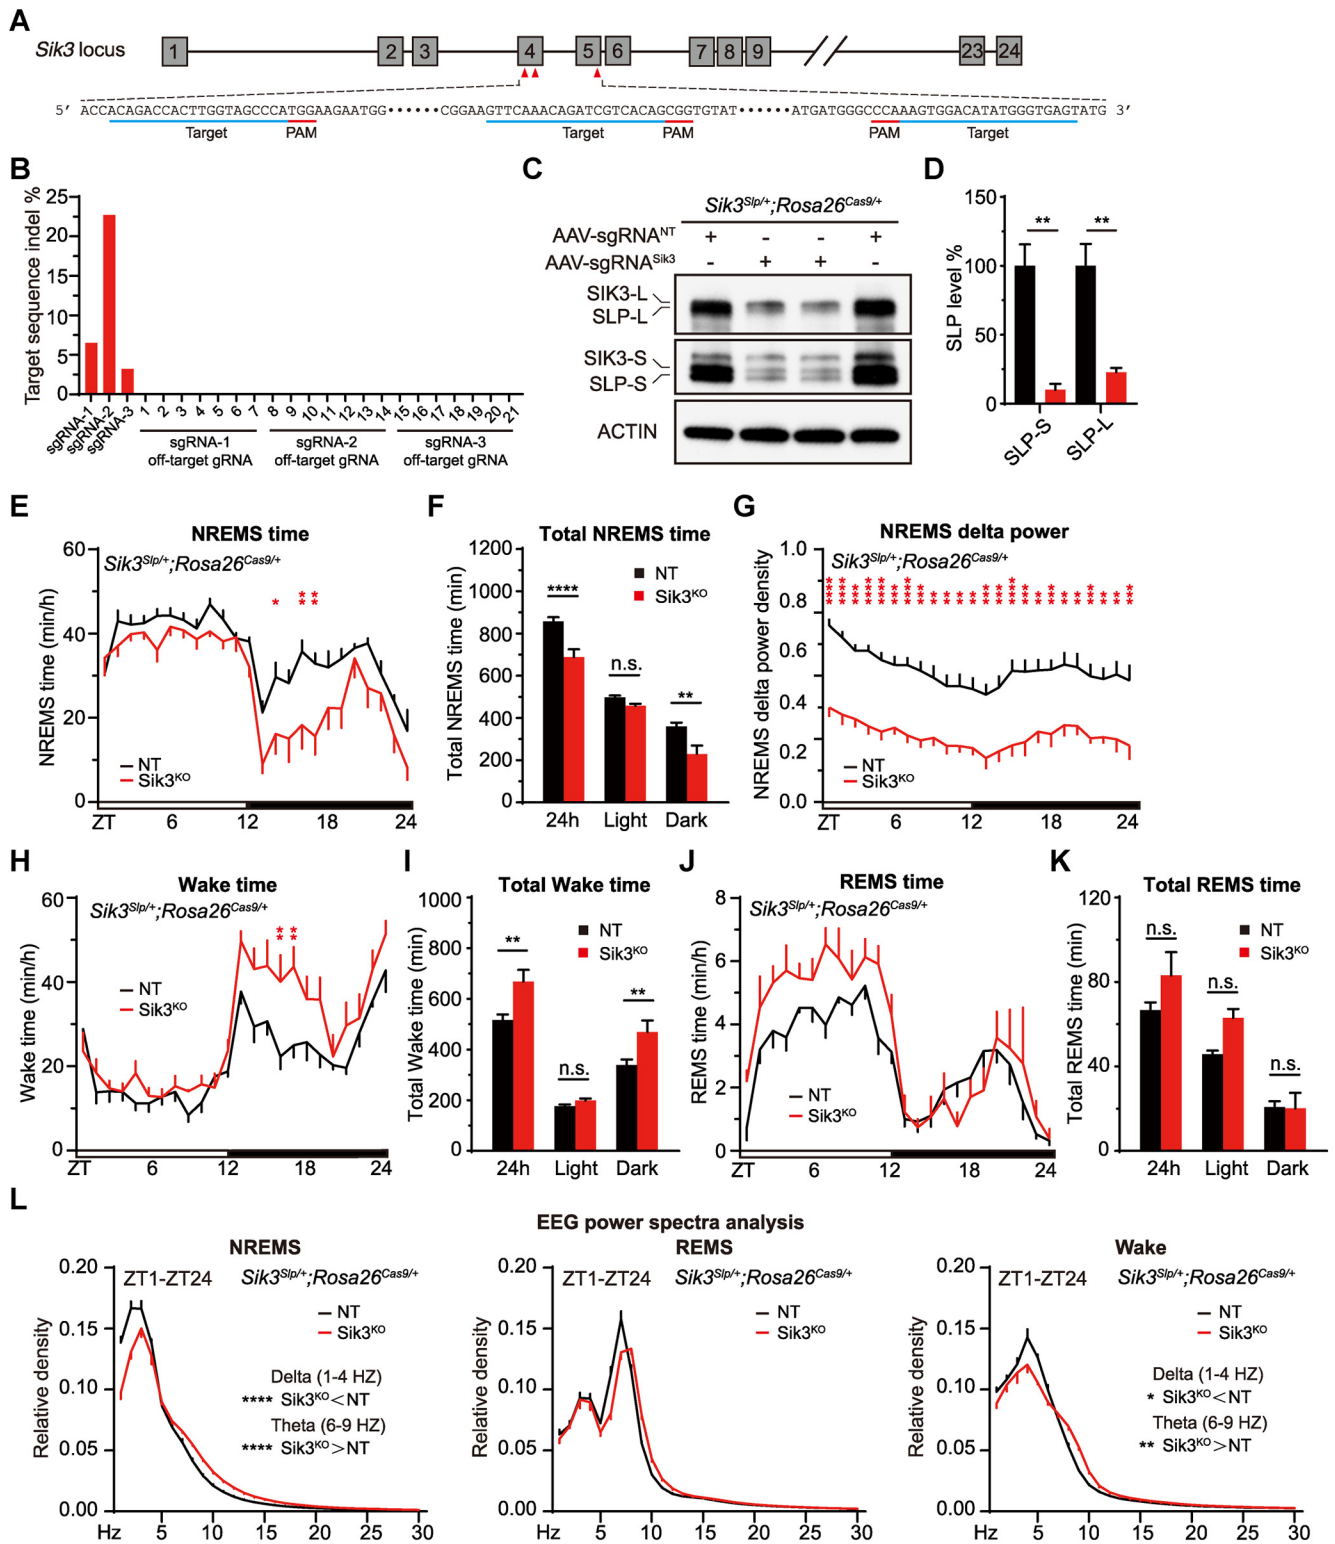 A
Sik3 locus
1 2 3 4 5 6 7 8 9 23 24
5’ ACCACAGACCACTTGGTAGCCCATGGAAGAATGG••••••CGGAAGTTCAAACAGATCGTCACAGCGGTGTAT••••••ATGATGGGCCCAAAGTGGACATATGGGTGAGTATG 3’
Target PAM Target PAM PAM Target
B
Target sequence indel %
25
20
15
10
5
0
sgRNA-1 sgRNA-2 sgRNA-3 1 2 3 4 5 6 7 8 9 10 11 12 13 14 15 16 17 18 19 20 21
sgRNA-1 off-target gRNA
sgRNA-2 off-target gRNA
sgRNA-3 off-target gRNA
C
Sik3Slp/+;Rosa26Cas9/+
AAV-sgRNANT + - - +
AAV-sgRNASik3 - + + -
SIK3-L
SLP-L
SIK3-S
SLP-S
ACTIN
D
SLP level %
150
100
50
0
** **
SLP-S SLP-L
E
NREMS time
Sik3Slp/+;Rosa26Cas9/+
NREMS time (min/h)
60
40
20
0
* ** **
NT
Sik3KO
ZT 6 12 18 24
F
Total NREMS time
Total NREMS time (min)
1200
1000
800
600
400
200
0
NT
Sik3KO
**** n.s. **
24h Light Dark
G
NREMS delta power
Sik3Slp/+;Rosa26Cas9/+
NREMS delta power density
1.0
0.8
0.6
0.4
0.2
0.0
NT
Sik3KO
ZT 6 12 18 24
H
Wake time
Sik3Slp/+;Rosa26Cas9/+
Wake time (min/h)
60
40
20
0
** **
NT
Sik3KO
ZT 6 12 18 24
I
Total Wake time
Total Wake time (min)
1000
800
600
400
200
0
NT
Sik3KO
** n.s. **
24h Light Dark
J
REMS time
Sik3Slp/+;Rosa26Cas9/+
REMS time (min/h)
8
6
4
2
0
NT
Sik3KO
ZT 6 12 18 24
K
Total REMS time
Total REMS time (min)
120
80
40
0
NT
Sik3KO
n.s. n.s. n.s.
24h Light Dark
L
EEG power spectra analysis
NREMS
ZT1-ZT24 Sik3Slp/+;Rosa26Cas9/+
Relative density
0.20
0.15
0.10
0.05
0.00
NT
Sik3KO
Delta (1-4 HZ)
**** Sik3KO<NT
Theta (6-9 HZ)
**** Sik3KO>NT
Hz 5 10 15 20 25 30
REMS
ZT1-ZT24 Sik3Slp/+;Rosa26Cas9/+
Relative density
0.20
0.15
0.10
0.05
0.00
NT
Sik3KO
Hz 5 10 15 20 25 30
Wake
ZT1-ZT24 Sik3Slp/+;Rosa26Cas9/+
Relative density
0.20
0.15
0.10
0.05
0.00
NT
Sik3KO
Delta (1-4 HZ)
* Sik3KO<NT
Theta (6-9 HZ)
** Sik3KO>NT
Hz 5 10 15 20 25 30